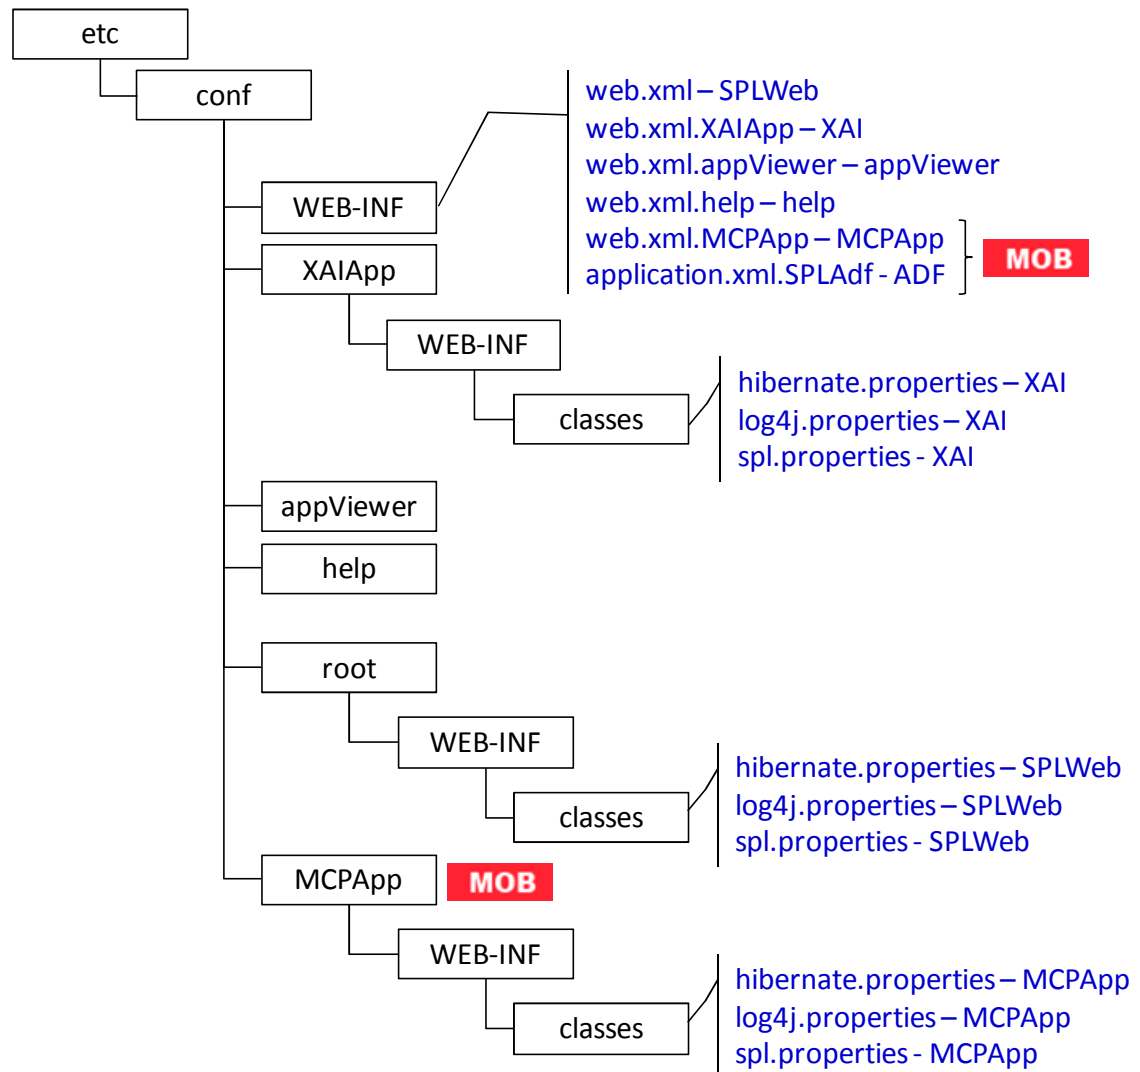 etc
conf
WEB-INF
web.xml – SPLWeb
web.xml.XAIApp – XAI
web.xml.appViewer – appViewer
web.xml.help – help
web.xml.MCPApp – MCPApp
application.xml.SPLAdf - ADF
MOB
XAIApp
WEB-INF
classes
hibernate.properties – XAI
log4j.properties – XAI
spl.properties - XAI
appViewer
help
root
WEB-INF
classes
hibernate.properties – SPLWeb
log4j.properties – SPLWeb
spl.properties - SPLWeb
MCPApp
MOB
WEB-INF
classes
hibernate.properties – MCPApp
log4j.properties – MCPApp
spl.properties - MCPApp